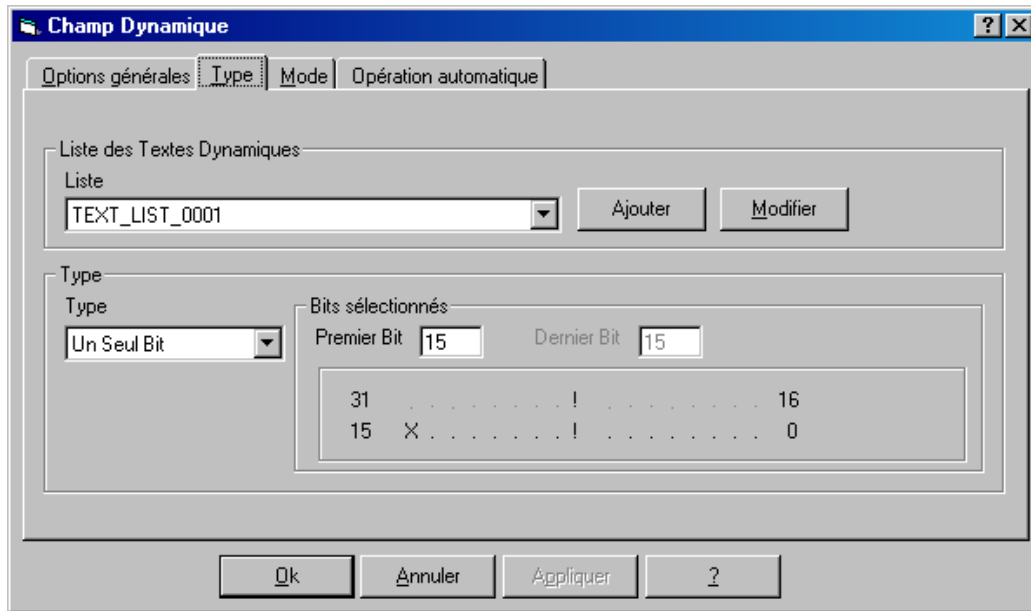 Champ Dynamique ? X
Options générales Type Mode Opération automatique
Liste des Textes Dynamiques
Liste
TEXT_LIST_0001 Ajouter Modifier
Type
Type Bits sélectionnés
Un Seul Bit Premier Bit 15 Dernier Bit 15
31 . . . . . . . . ! . . . . . . . . 16
15 X . . . . . . . ! . . . . . . . . 0
Ok Annuler Appliquer ?